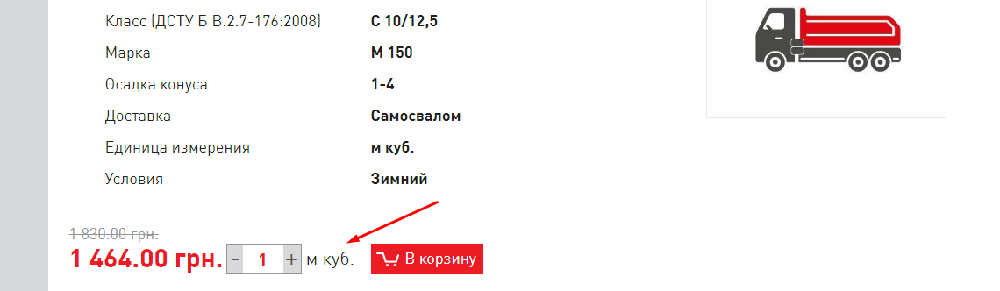 Класс (ДСТУ Б В.2.7-176:2008) С 10/12,5
Марка М 150
Осадка конуса 1-4
Доставка Самосвалом
Единица измерения м куб.
Условия Зимний
1 830.00 грн.
1 464.00 грн. - 1 + м куб. В корзину